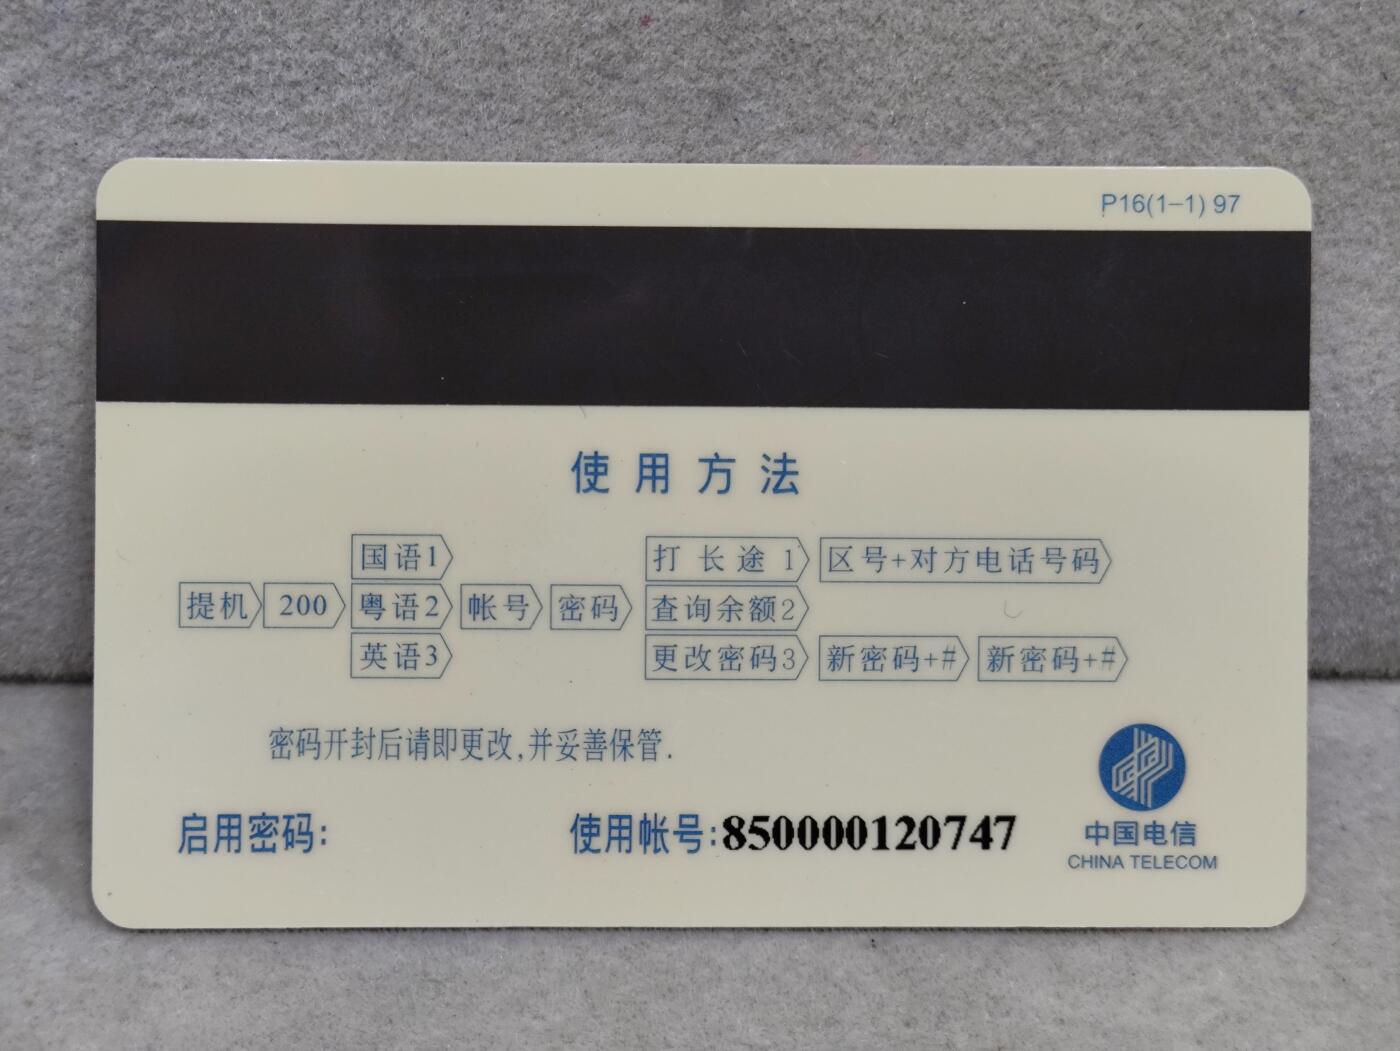 P16(1-1) 97
使用方法
国语1 打长途1 区号+对方电话号码
提机 200 粤语2 帐号 密码 查询余额2
英语3 更改密码3 新密码+# 新密码+#
密码开封后请即更改,并妥善保管.
启用密码: 使用帐号:850000120747
中国电信
CHINA TELECOM